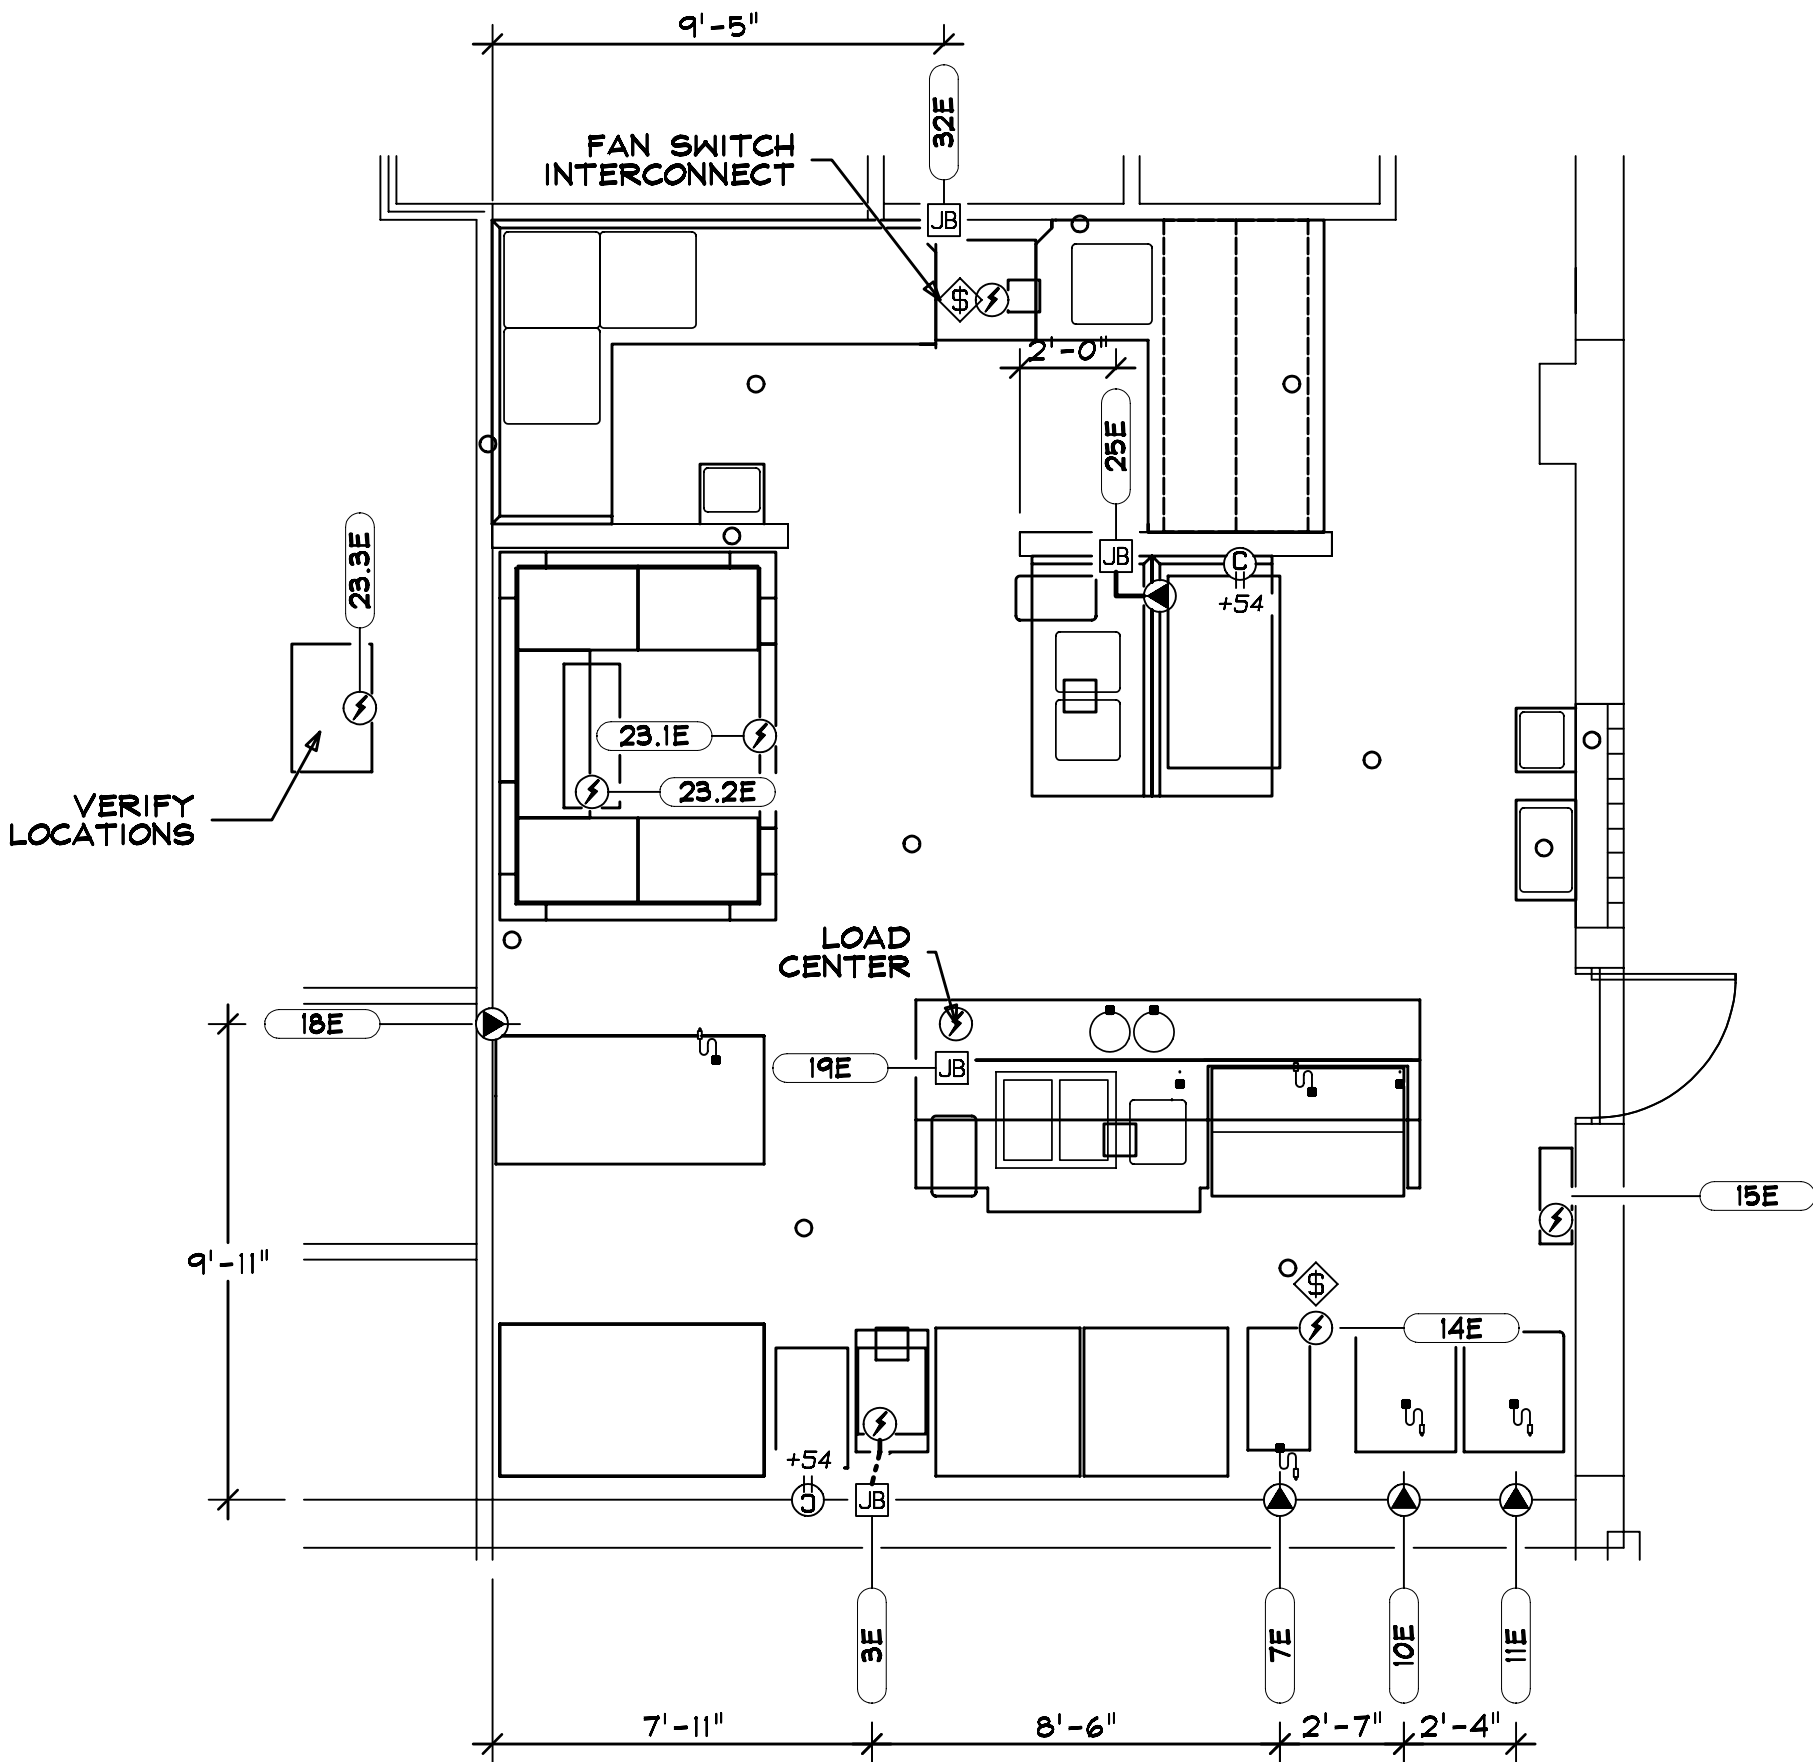 9'-5"
32E
FAN SWITCH
INTERCONNECT
JB
$
2'-0"
25E
23.3E
JB
C
+54
23.1E
23.2E
VERIFY
LOCATIONS
LOAD
CENTER
18E
19E
JB
15E
9'-11"
$
14E
+54
C
JB
3E
7E
10E
11E
7'-11"
8'-6"
2'-7"
2'-4"